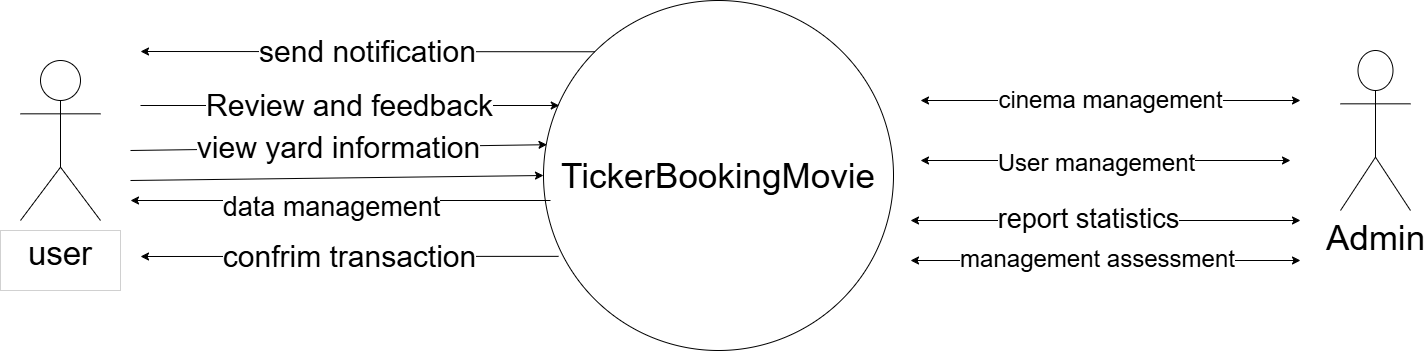 send notification
Review and feedback
view yard information
data management
confrim transaction
user
TickerBookingMovie
cinema management
User management
report statistics
management assessment
Admin